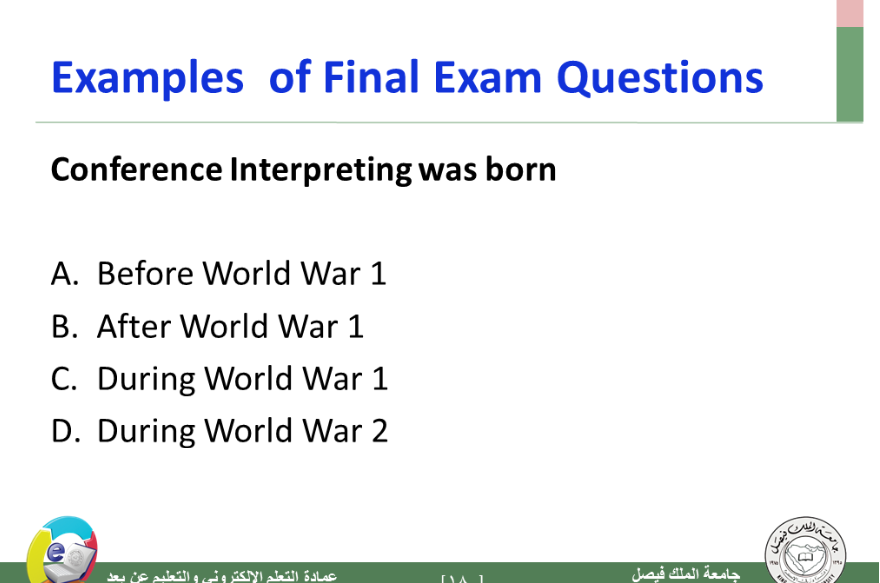 Examples of Final Exam Questions
Conference Interpreting was born
A. Before World War 1
B. After World War 1
C. During World War 1
D. During World War 2
e
جامعة الملك فيصل
[ ١٨ ]
عمادة التعلم الإلكتروني والتعليم عن بعد